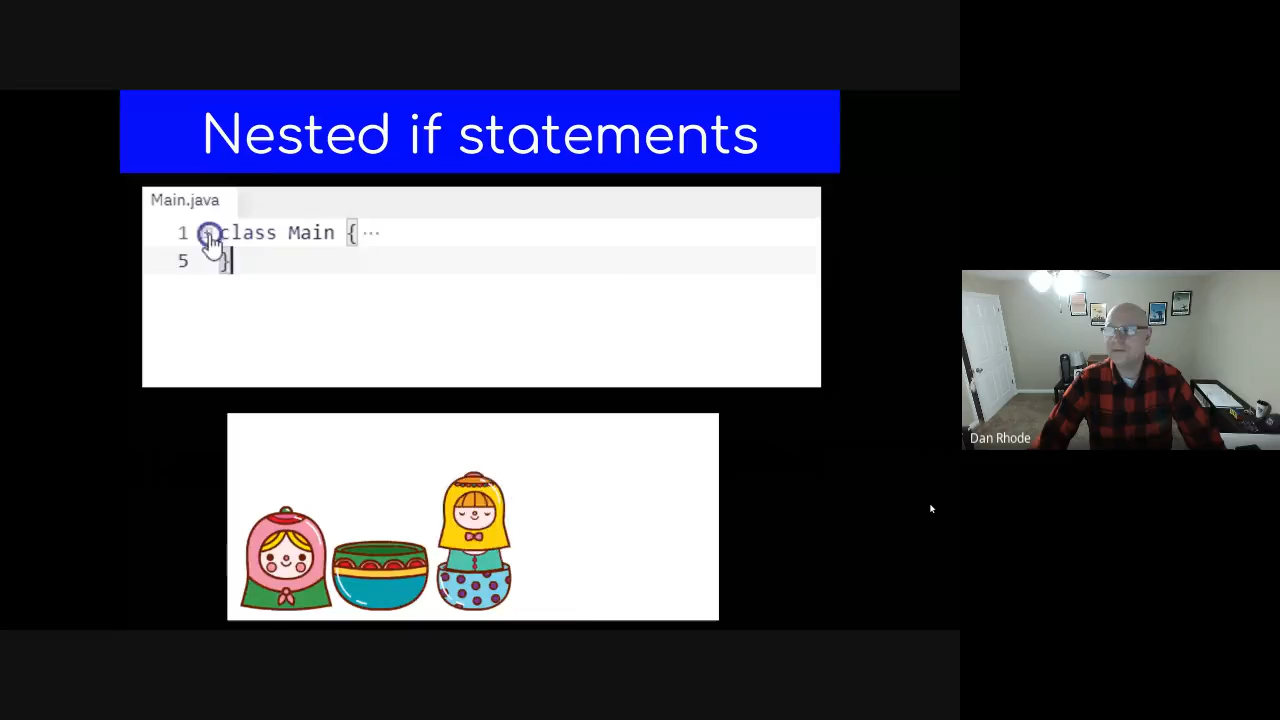 Nested if statements
Main.java
1 class Main { ···
5 }
Dan Rhode